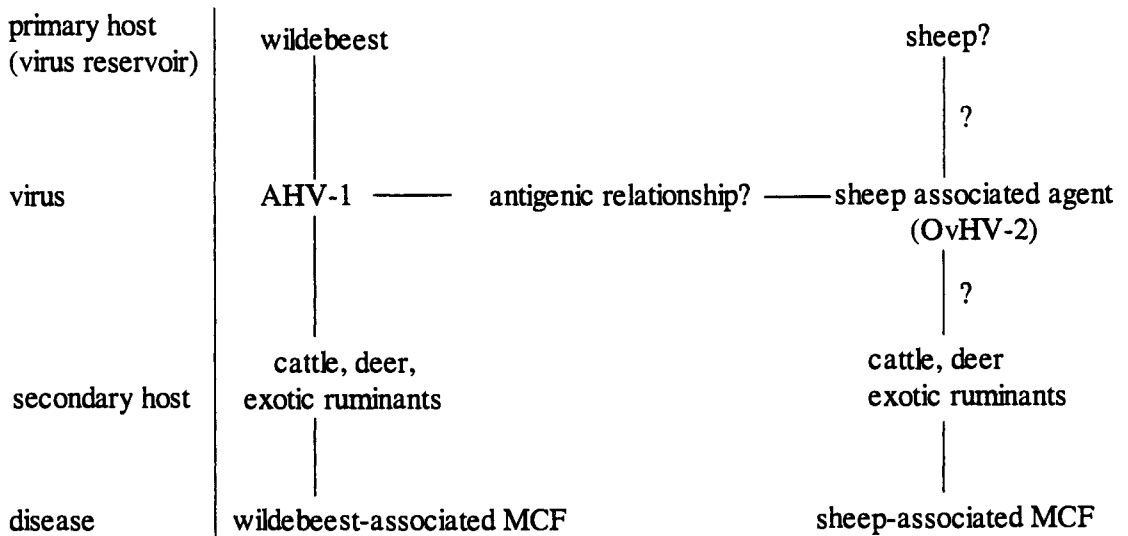 primary host
(virus reservoir)
wildebeest
sheep?
?
virus
AHV-1
antigenic relationship?
sheep associated agent
(OvHV-2)
?
secondary host
cattle, deer,
exotic ruminants
cattle, deer
exotic ruminants
disease
wildebeest-associated MCF
sheep-associated MCF